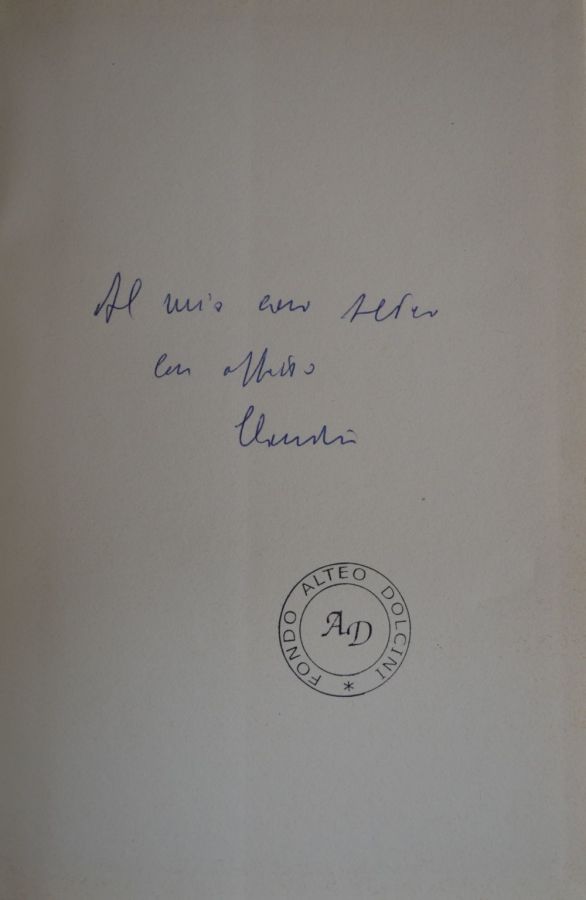 Al mio caro Alteo
con affetto
Claudio
FONDO ALTEO DOLCINI *
AD